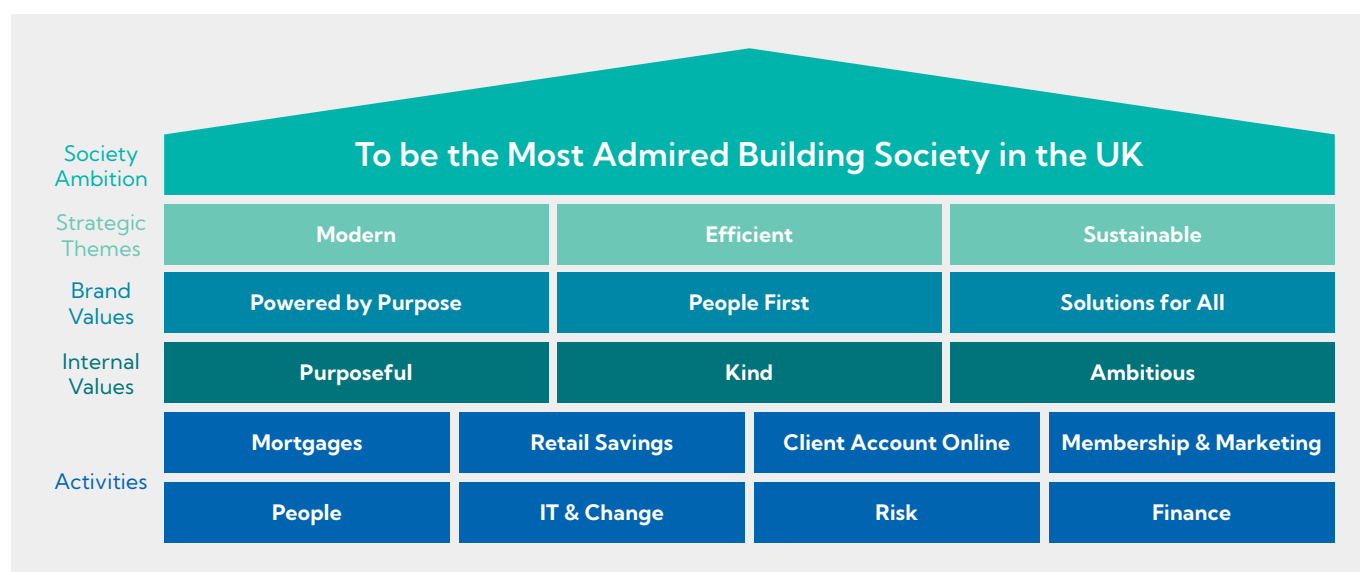 Society
Ambition
To be the Most Admired Building Society in the UK
Strategic
Themes
Modern
Efficient
Sustainable
Brand
Values
Powered by Purpose
People First
Solutions for All
Internal
Values
Purposeful
Kind
Ambitious
Activities
Mortgages
Retail Savings
Client Account Online
Membership & Marketing
People
IT & Change
Risk
Finance